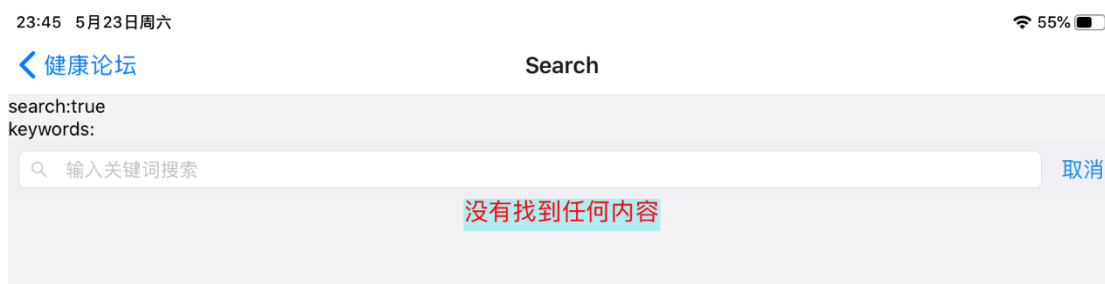 23:45 5月23日周六 55%
健康论坛 Search
search:true
keywords:
输入关键词搜索 取消
没有找到任何内容